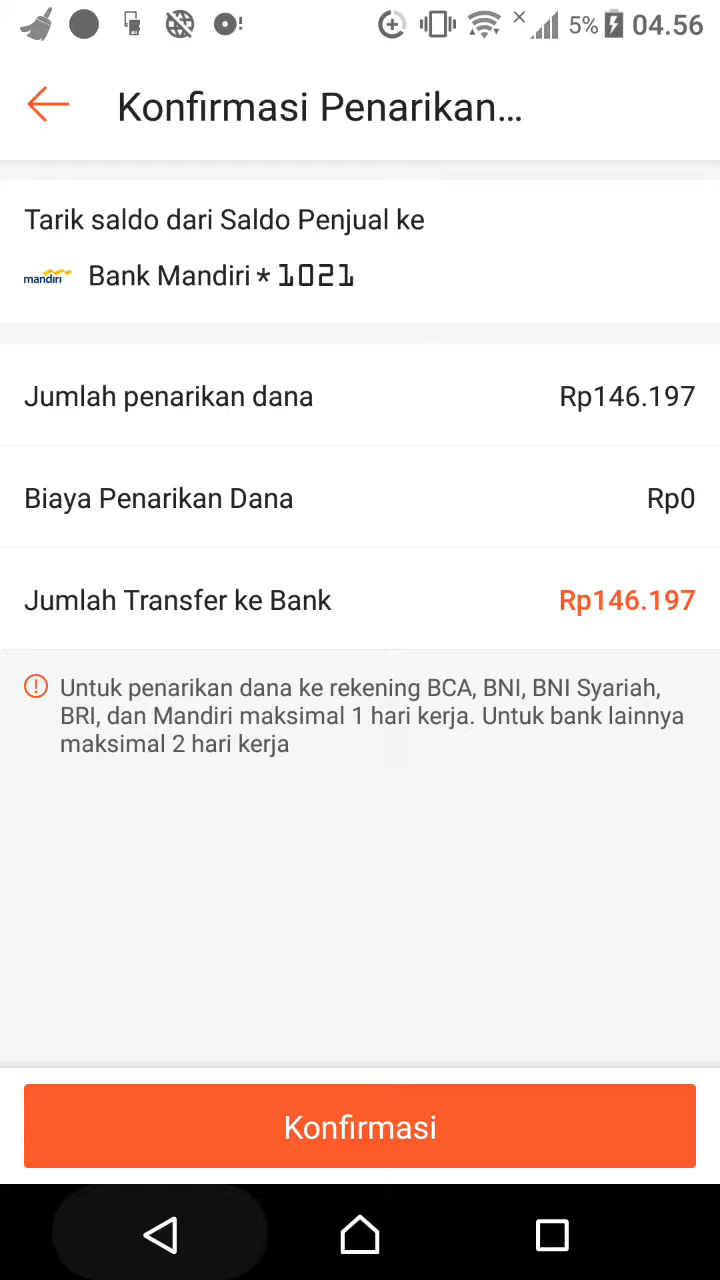 5% 04.56
Konfirmasi Penarikan...
Tarik saldo dari Saldo Penjual ke
mandiri Bank Mandiri * 1021
Jumlah penarikan dana Rp146.197
Biaya Penarikan Dana Rp0
Jumlah Transfer ke Bank Rp146.197
Untuk penarikan dana ke rekening BCA, BNI, BNI Syariah,
BRI, dan Mandiri maksimal 1 hari kerja. Untuk bank lainnya
maksimal 2 hari kerja
Konfirmasi